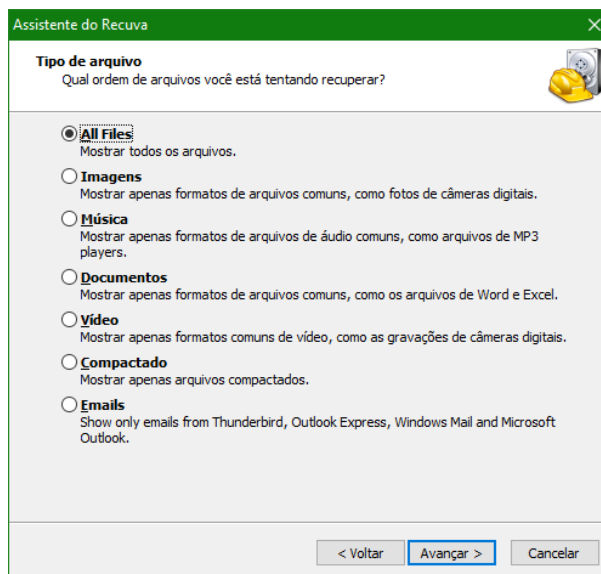 Assistente do Recuva
Tipo de arquivo
Qual ordem de arquivos você está tentando recuperar?
All Files
Mostrar todos os arquivos.
Imagens
Mostrar apenas formatos de arquivos comuns, como fotos de câmeras digitais.
Música
Mostrar apenas formatos de arquivos de áudio comuns, como arquivos de MP3
players.
Documentos
Mostrar apenas formatos de arquivos comuns, como os arquivos de Word e Excel.
Vídeo
Mostrar apenas formatos comuns de vídeo, como as gravações de câmeras digitais.
Compactado
Mostrar apenas arquivos compactados.
Emails
Show only emails from Thunderbird, Outlook Express, Windows Mail and Microsoft
Outlook.
< Voltar Avançar > Cancelar